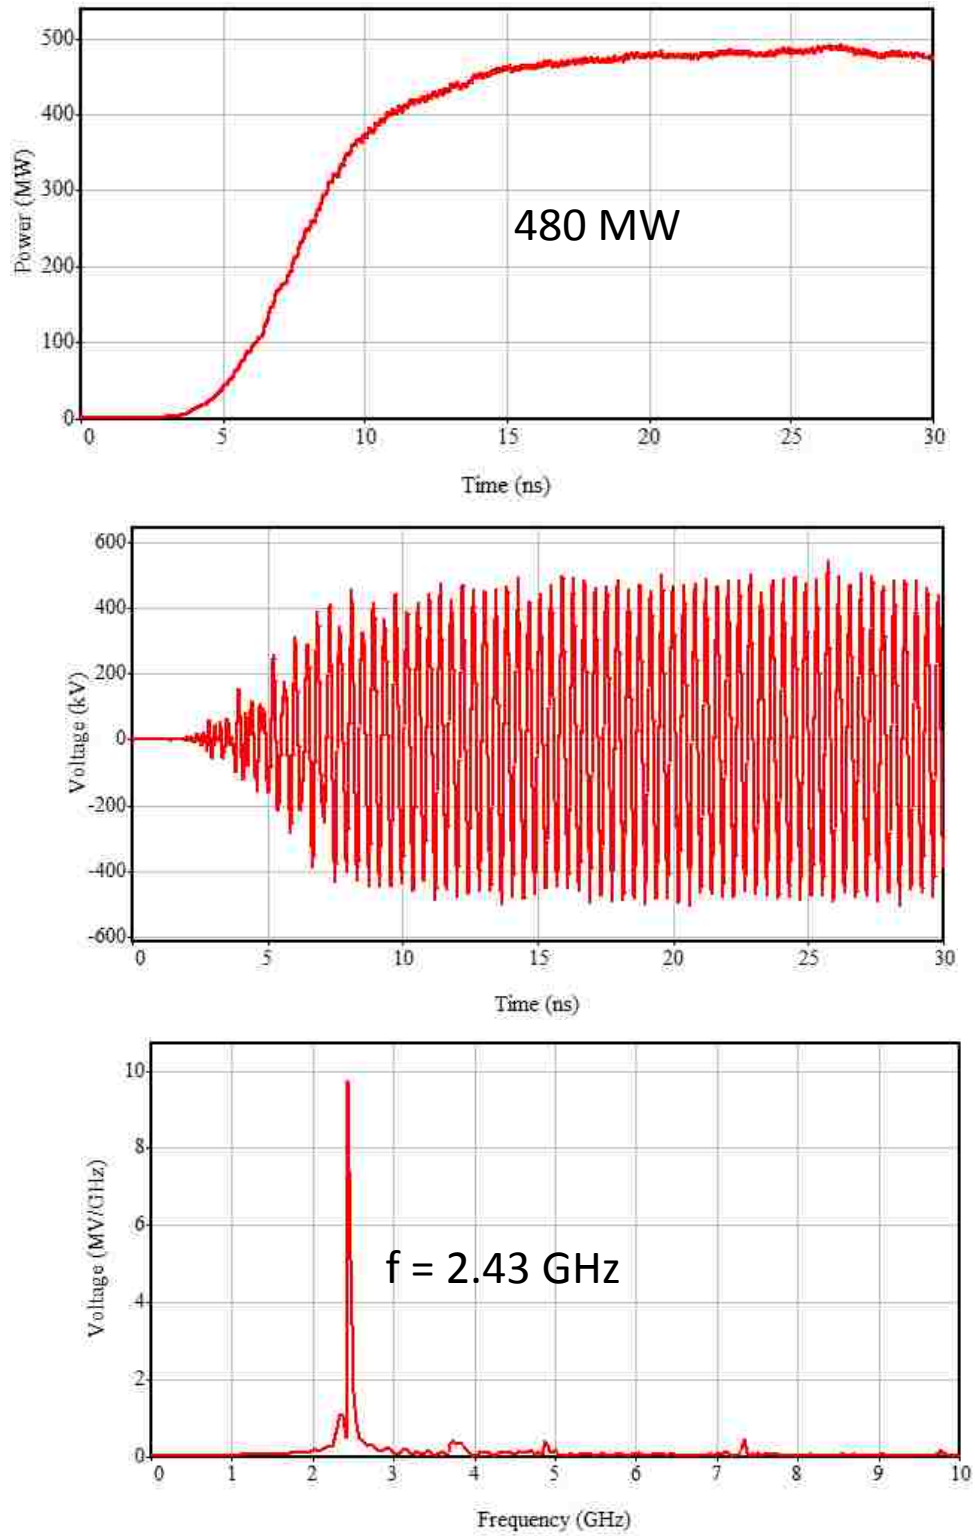 500
400
300
200
100
0
Power (MW)
480 MW
0 5 10 15 20 25 30
Time (ns)
600
400
200
0
-200
-400
-600
Voltage (kV)
0 5 10 15 20 25 30
Time (ns)
10
8
6
4
2
0
Voltage (MV/GHz)
f = 2.43 GHz
0 1 2 3 4 5 6 7 8 9 10
Frequency (GHz)